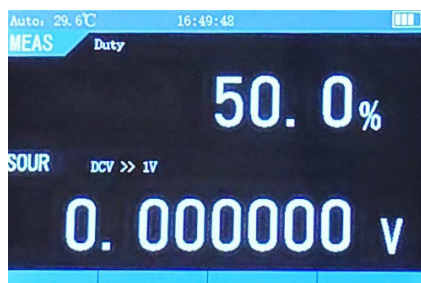 Auto, 29.6℃ 16:49:48
MEAS Duty
50.0%
SOUR DCV >> 1V
0.000000 V